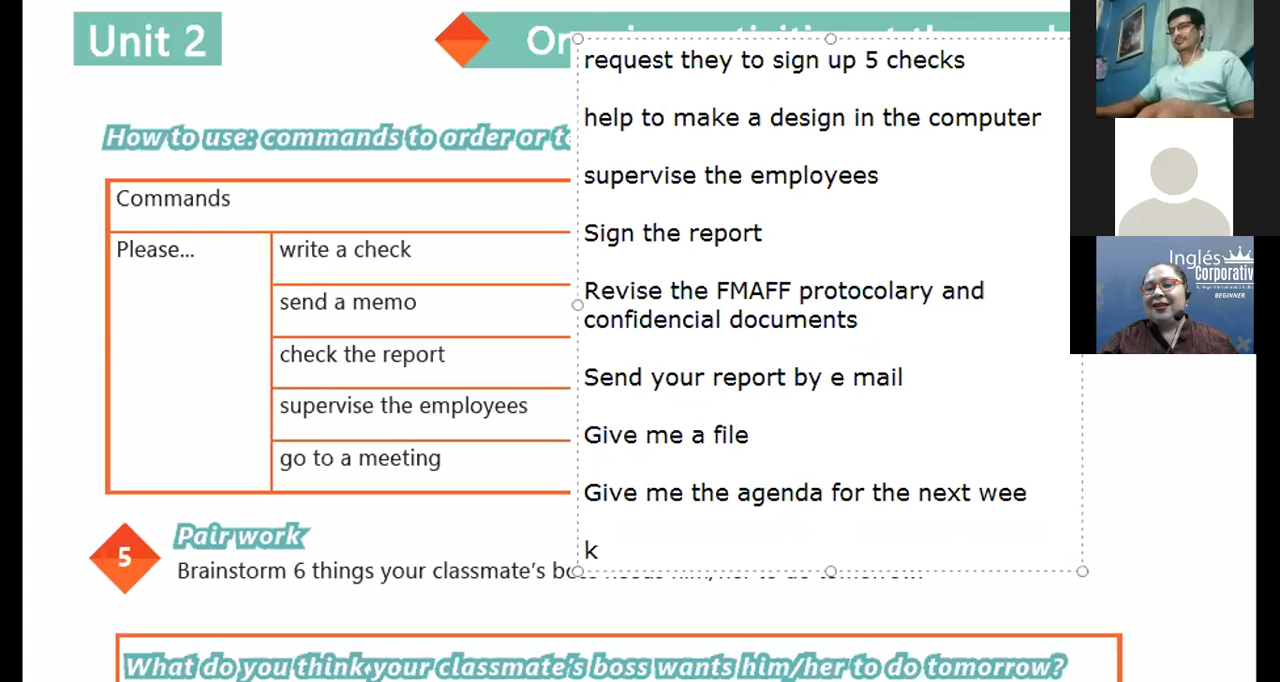 Unit 2
How to use: commands to order or
Commands
Please...
write a check
send a memo
check the report
supervise the employees
go to a meeting
request they to sign up 5 checks
help to make a design in the computer
supervise the employees
Sign the report
Revise the FMAFF protocolary and
confidencial documents
Send your report by e mail
Give me a file
Give me the agenda for the next wee
k
5
Pair work
Brainstorm 6 things your classmate's
What do you think your classmate's boss wants him/her to do tomorrow?
Inglés
Corporativ
BEGINNER